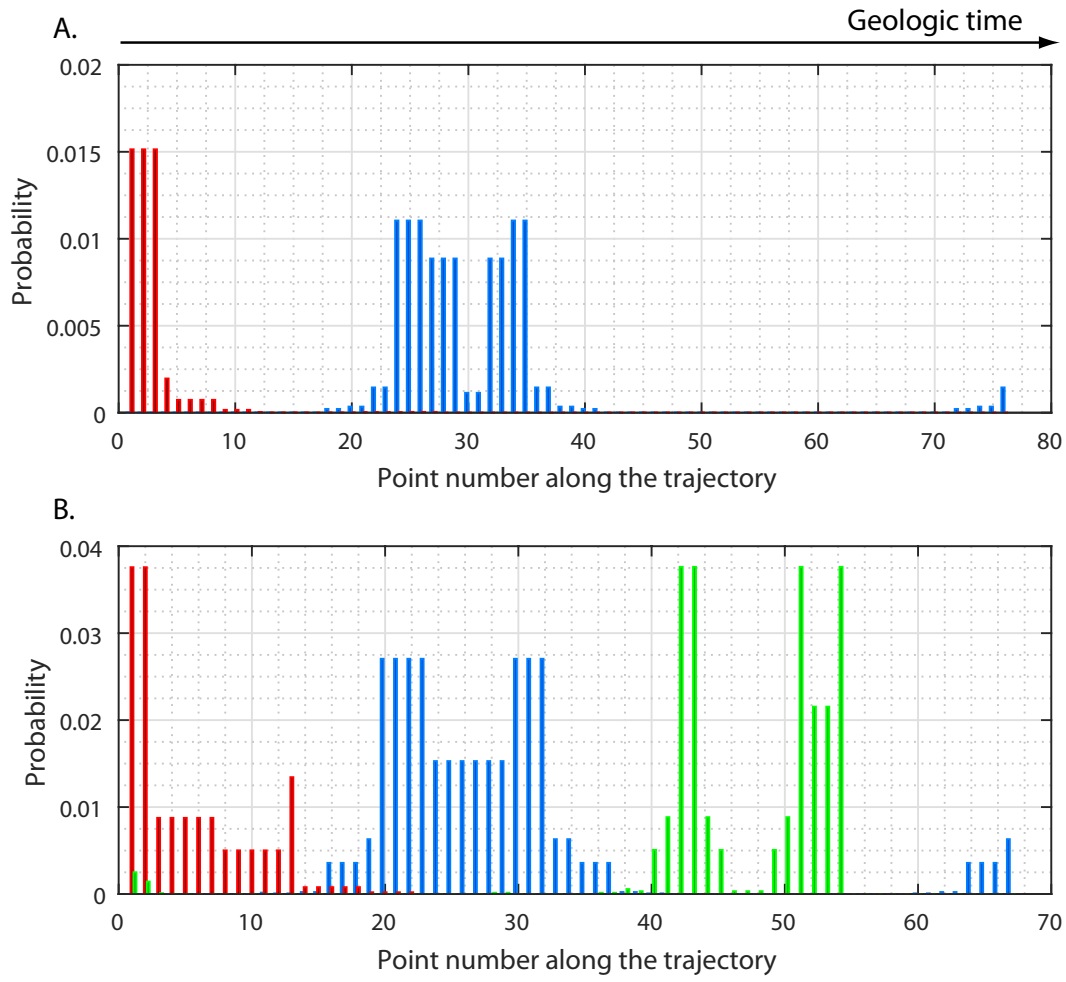 A.
Geologic time
0.02
0.015
0.01
0.005
0
Probability
0 10 20 30 40 50 60 70 80
Point number along the trajectory
B.
0.04
0.03
0.02
0.01
0
Probability
0 10 20 30 40 50 60 70
Point number along the trajectory